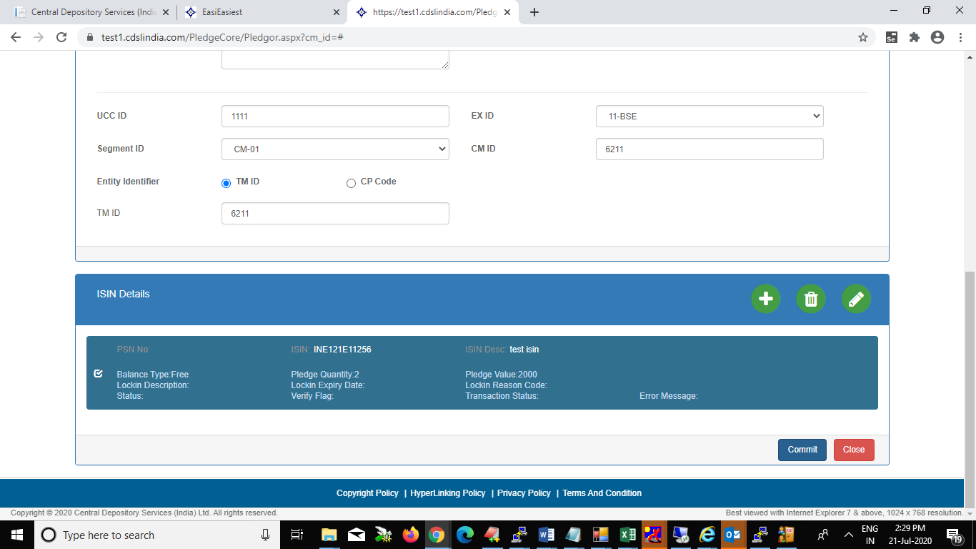 Central Depository Services (India
EasiEasiest
https://test1.cdslindia.com/Pledg
test1.cdslindia.com/PledgeCore/Pledgor.aspx?cm_id=#
UCC ID 1111 EX ID 11-BSE
Segment ID CM-01 CM ID 6211
Entity Identifier TM ID CP Code
TM ID 6211
ISIN Details
PSN No ISIN INE121E11256 ISIN Desc: test isin
Balance Type:Free Pledge Quantity:2 Pledge Value:2000
Lockin Description: Lockin Expiry Date: Lockin Reason Code:
Status: Verify Flag: Transaction Status: Error Message:
Commit Close
Copyright Policy | HyperLinking Policy | Privacy Policy | Terms And Condition
Copyright © 2020 Central Depository Services (India) Ltd. All rights reserved. Best viewed with Internet Explorer 7 & above, 1024 x 768 resolution.
Type here to search
ENG 2:29 PM
IN 21-Jul-2020
19